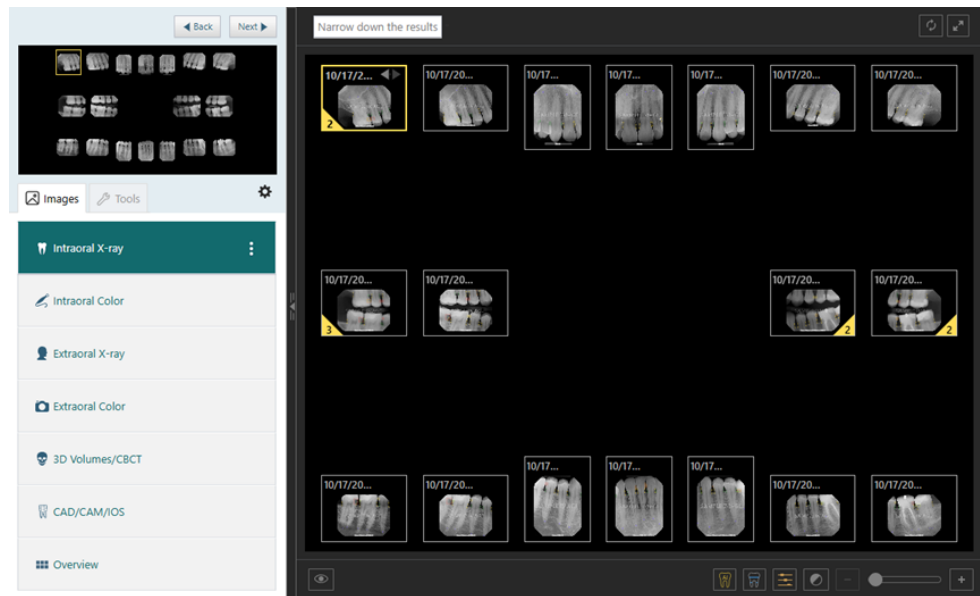 Back
Next
Narrow down the results
10/17/2...
10/17/20...
10/17...
10/17...
10/17...
10/17/20...
10/17/20...
2
Images
Tools
Intraoral X-ray
Intraoral Color
Extraoral X-ray
Extraoral Color
3D Volumes/CBCT
CAD/CAM/IOS
Overview
10/17/20...
10/17/20...
10/17/20...
10/17/20...
3
2
2
10/17/20...
10/17/20...
10/17...
10/17...
10/17...
10/17/20...
10/17/20...